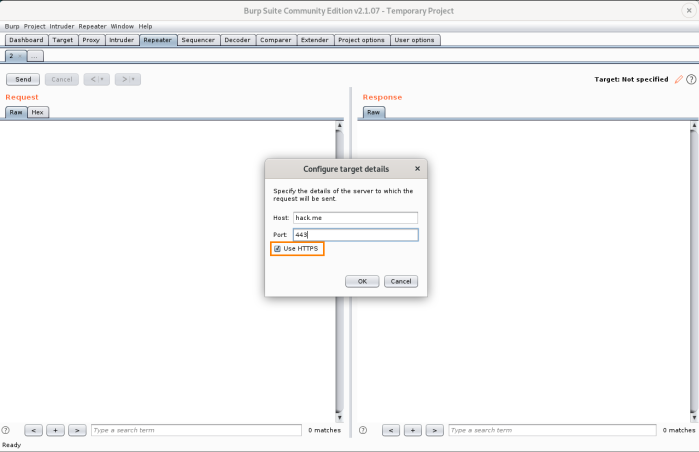 Burp Suite Community Edition v2.1.07 - Temporary Project
Burp Project Intruder Repeater Window Help
Dashboard Target Proxy Intruder Repeater Sequencer Decoder Comparer Extender Project options User options
2 × ...
Send Cancel < > Target: Not specified ?
Request Response
Raw Hex Raw
Configure target details
Specify the details of the server to which the
request will be sent.
Host: hack.me
Port: 443
Use HTTPS
OK Cancel
? < + > Type a search term 0 matches ? < + > Type a search term 0 matches
Ready